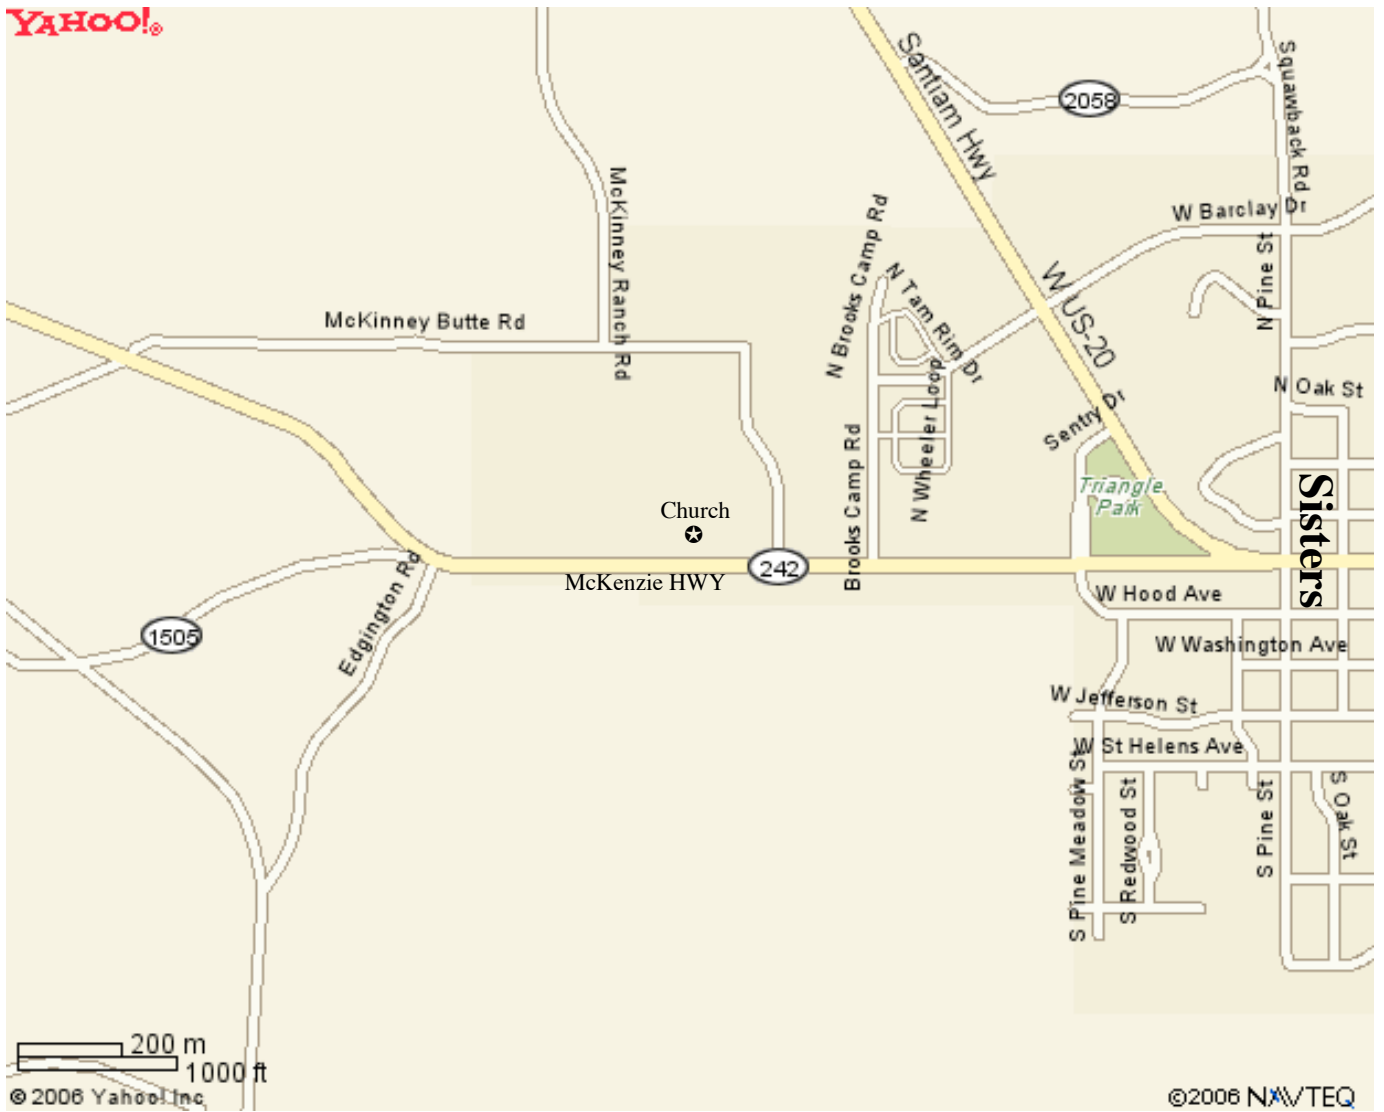 YAHOO!®
Santiam Hwy
Squawback Rd
2058
McKinney Ranch Rd
N Brooks Camp Rd
W Barclay Dr
N Pine St
N Tam Rim Dr
W US-20
McKinney Butte Rd
N Oak St
Sentry Dr
N Wheeler Loop
Brooks Camp Rd
Triangle
Park
Sisters
Church
242
McKenzie HWY
Edgington Rd
W Hood Ave
1505
W Washington Ave
W Jefferson St
W St Helens Ave
S Pine Meadow St
S Redwood St
S Pine St
S Oak St
200 m
1000 ft
© 2006 Yahoo! Inc
©2006 NAVTEQ